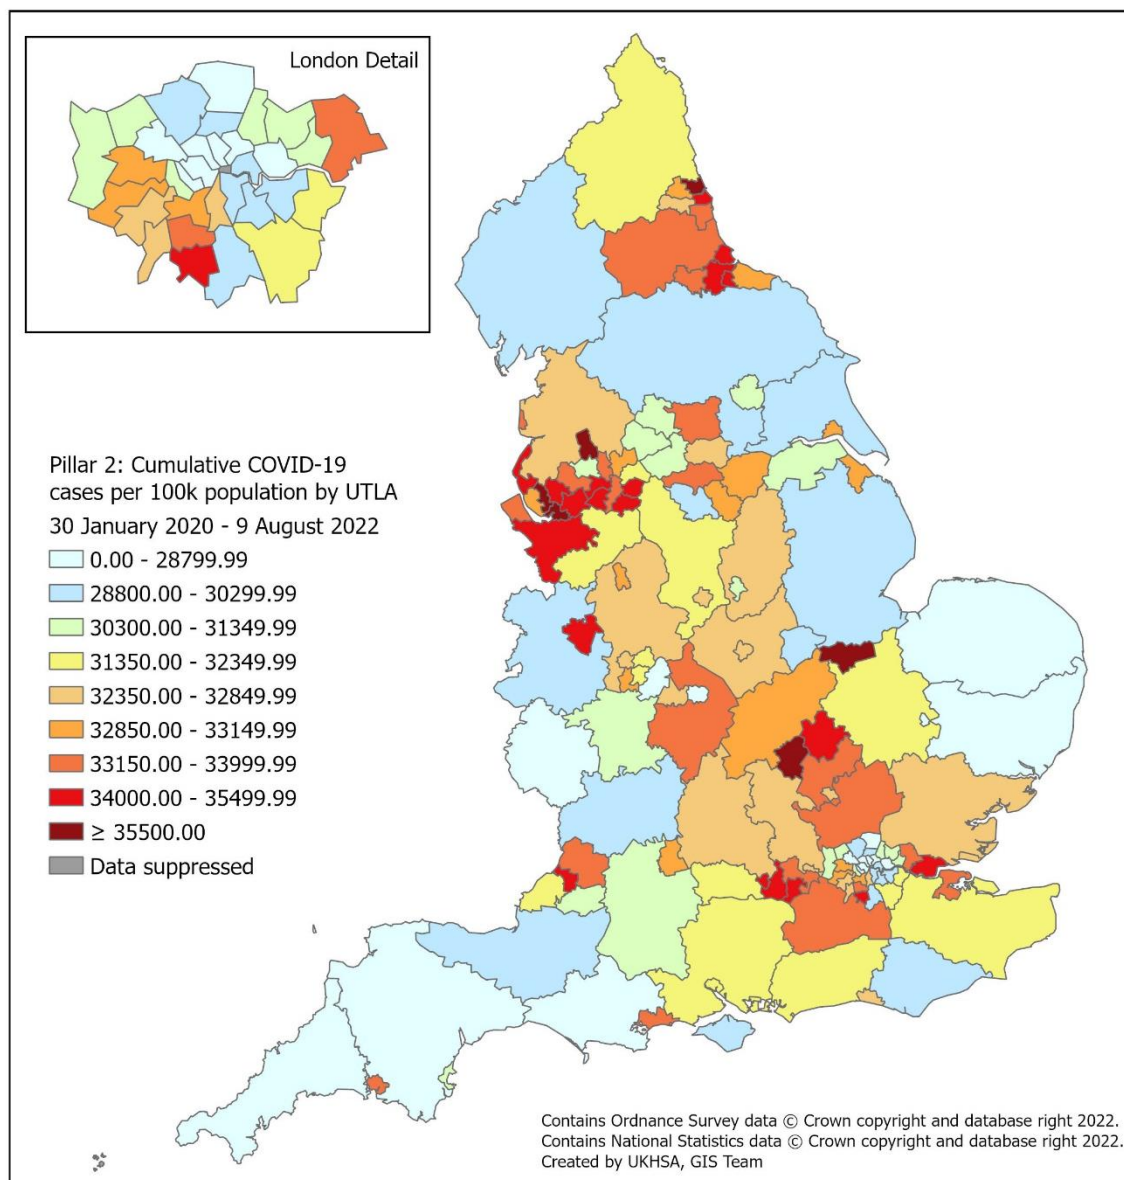 London Detail
Pillar 2: Cumulative COVID-19
cases per 100k population by UTLA
30 January 2020 - 9 August 2022
0.00 - 28799.99
28800.00 - 30299.99
30300.00 - 31349.99
31350.00 - 32349.99
32350.00 - 32849.99
32850.00 - 33149.99
33150.00 - 33999.99
34000.00 - 35499.99
≥ 35500.00
Data suppressed
Contains Ordnance Survey data © Crown copyright and database right 2022.
Contains National Statistics data © Crown copyright and database right 2022.
Created by UKHSA, GIS Team